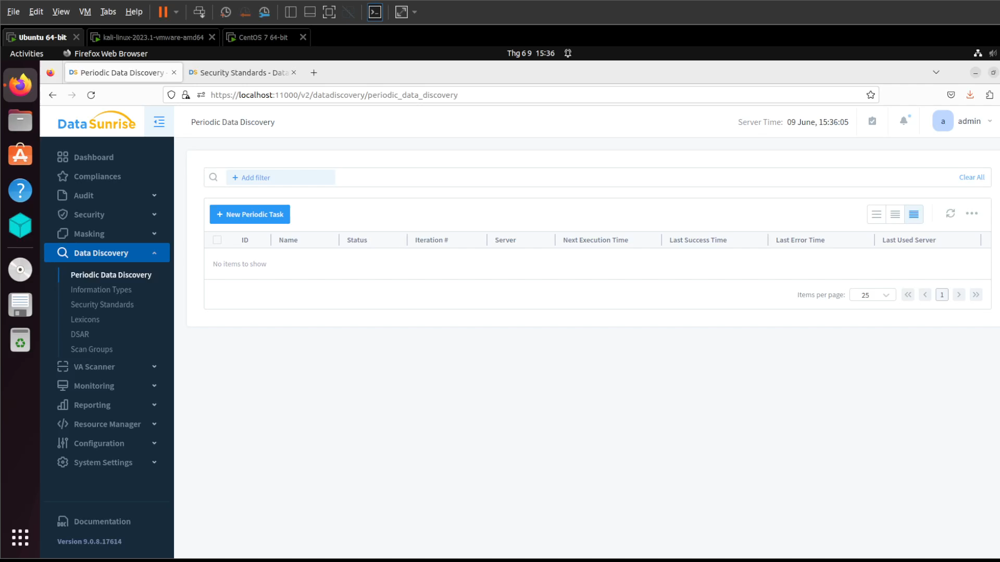 File Edit View VM Tabs Help
Ubuntu 64-bit kali-linux-2023.1-vmware-amd64 CentOS 7 64-bit
Activities Firefox Web Browser Thg 6 9 15:36
DS Periodic Data Discovery - DS Security Standards - Data
https://localhost:11000/v2/datadiscovery/periodic_data_discovery
DataSunrise Periodic Data Discovery Server Time: 09 June, 15:36:05 a admin
Dashboard
Compliances
Audit
Security
Masking
Data Discovery
Periodic Data Discovery
Information Types
Security Standards
Lexicons
DSAR
Scan Groups
VA Scanner
Monitoring
Reporting
Resource Manager
Configuration
System Settings
DOC Documentation
Version 9.0.8.17614
+ Add filter Clear All
+ New Periodic Task
ID Name Status Iteration # Server Next Execution Time Last Success Time Last Error Time Last Used Server
No items to show
Items per page: 25 1